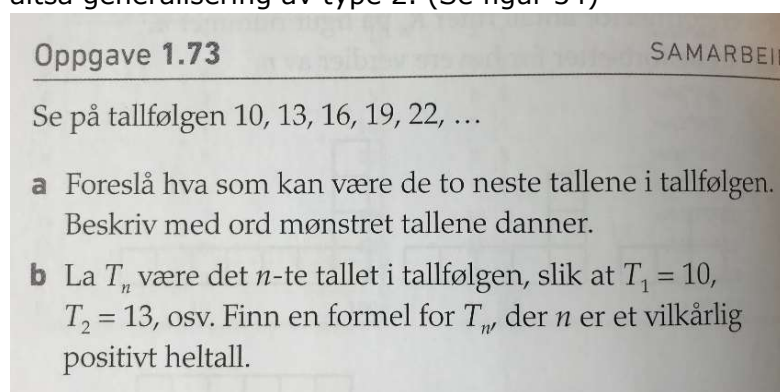 altså generalisering av type 2. (Se figur 34)
Oppgave 1.73 SAMARBEI
Se på tallfølgen 10, 13, 16, 19, 22, …
a Foreslå hva som kan være de to neste tallene i tallfølgen.
Beskriv med ord mønstret tallene danner.
b La Tₙ være det n-te tallet i tallfølgen, slik at T₁ = 10,
T₂ = 13, osv. Finn en formel for Tₙ, der n er et vilkårlig
positivt heltall.